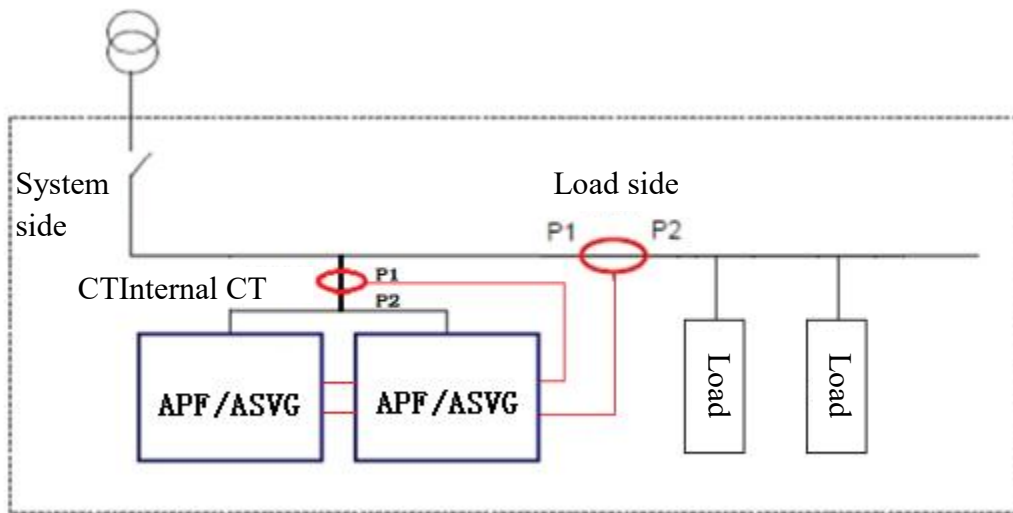 System
side
Load side
P1
P2
CTInternal CT
P1
P2
APF/ASVG
APF/ASVG
Load
Load